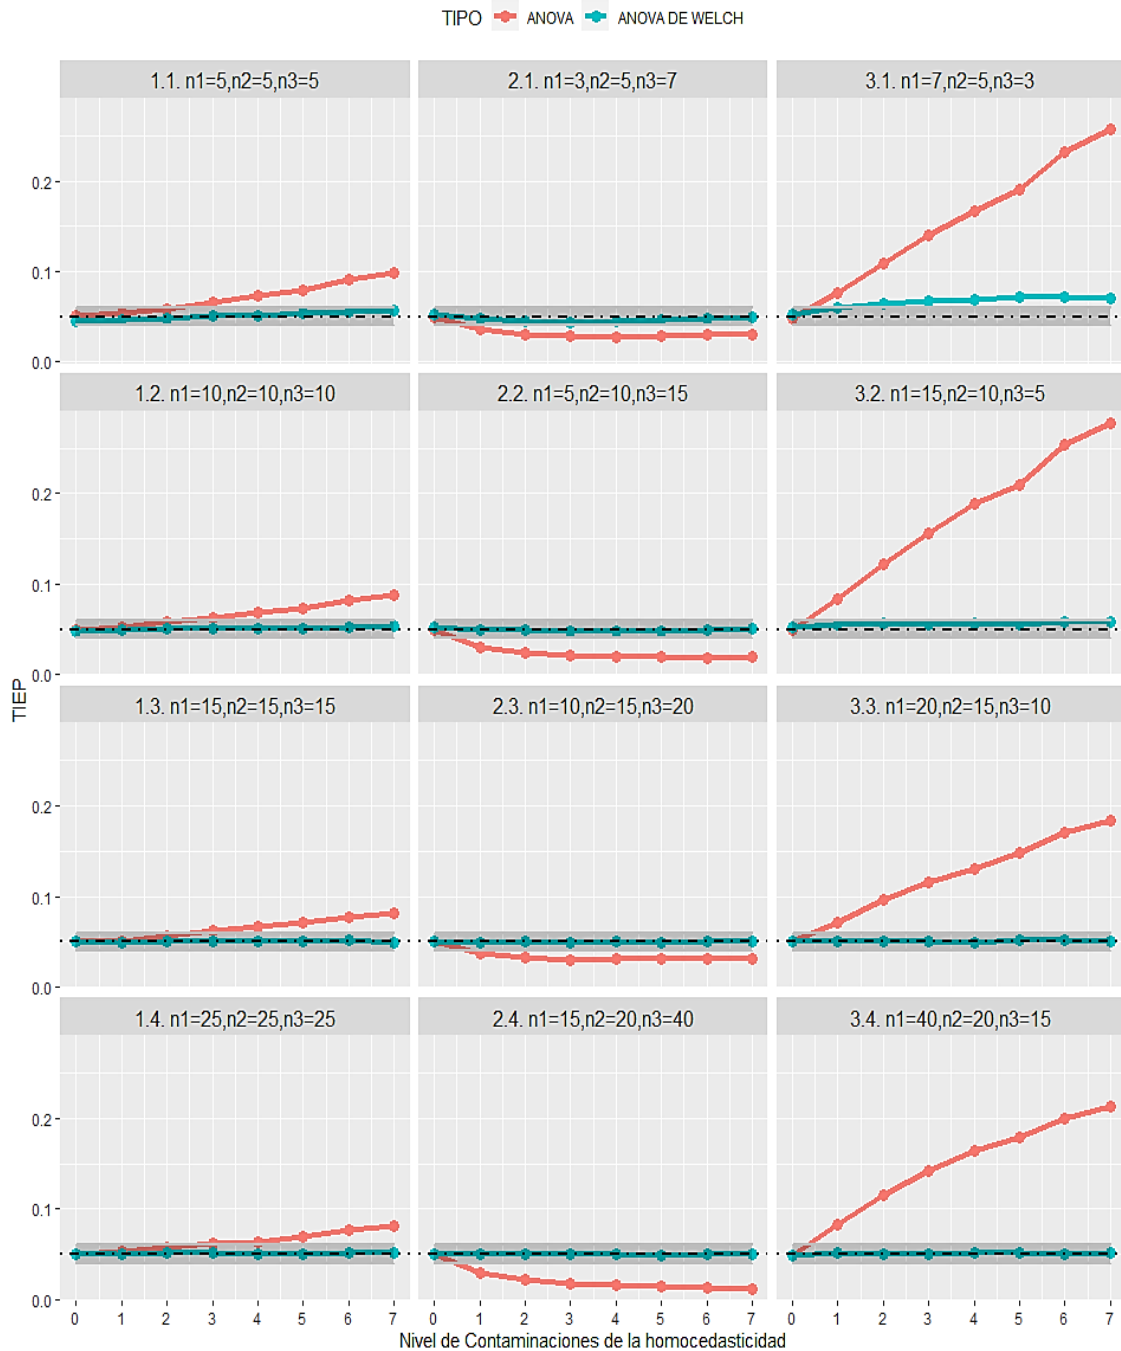 TIPO ANOVA ANOVA DE WELCH
1.1. n1=5,n2=5,n3=5
2.1. n1=3,n2=5,n3=7
3.1. n1=7,n2=5,n3=3
0.2
0.1
0.0
1.2. n1=10,n2=10,n3=10
2.2. n1=5,n2=10,n3=15
3.2. n1=15,n2=10,n3=5
0.2
0.1
0.0
TIEP
1.3. n1=15,n2=15,n3=15
2.3. n1=10,n2=15,n3=20
3.3. n1=20,n2=15,n3=10
0.2
0.1
0.0
1.4. n1=25,n2=25,n3=25
2.4. n1=15,n2=20,n3=40
3.4. n1=40,n2=20,n3=15
0.2
0.1
0.0
0 1 2 3 4 5 6 7
0 1 2 3 4 5 6 7
0 1 2 3 4 5 6 7
Nivel de Contaminaciones de la homocedasticidad